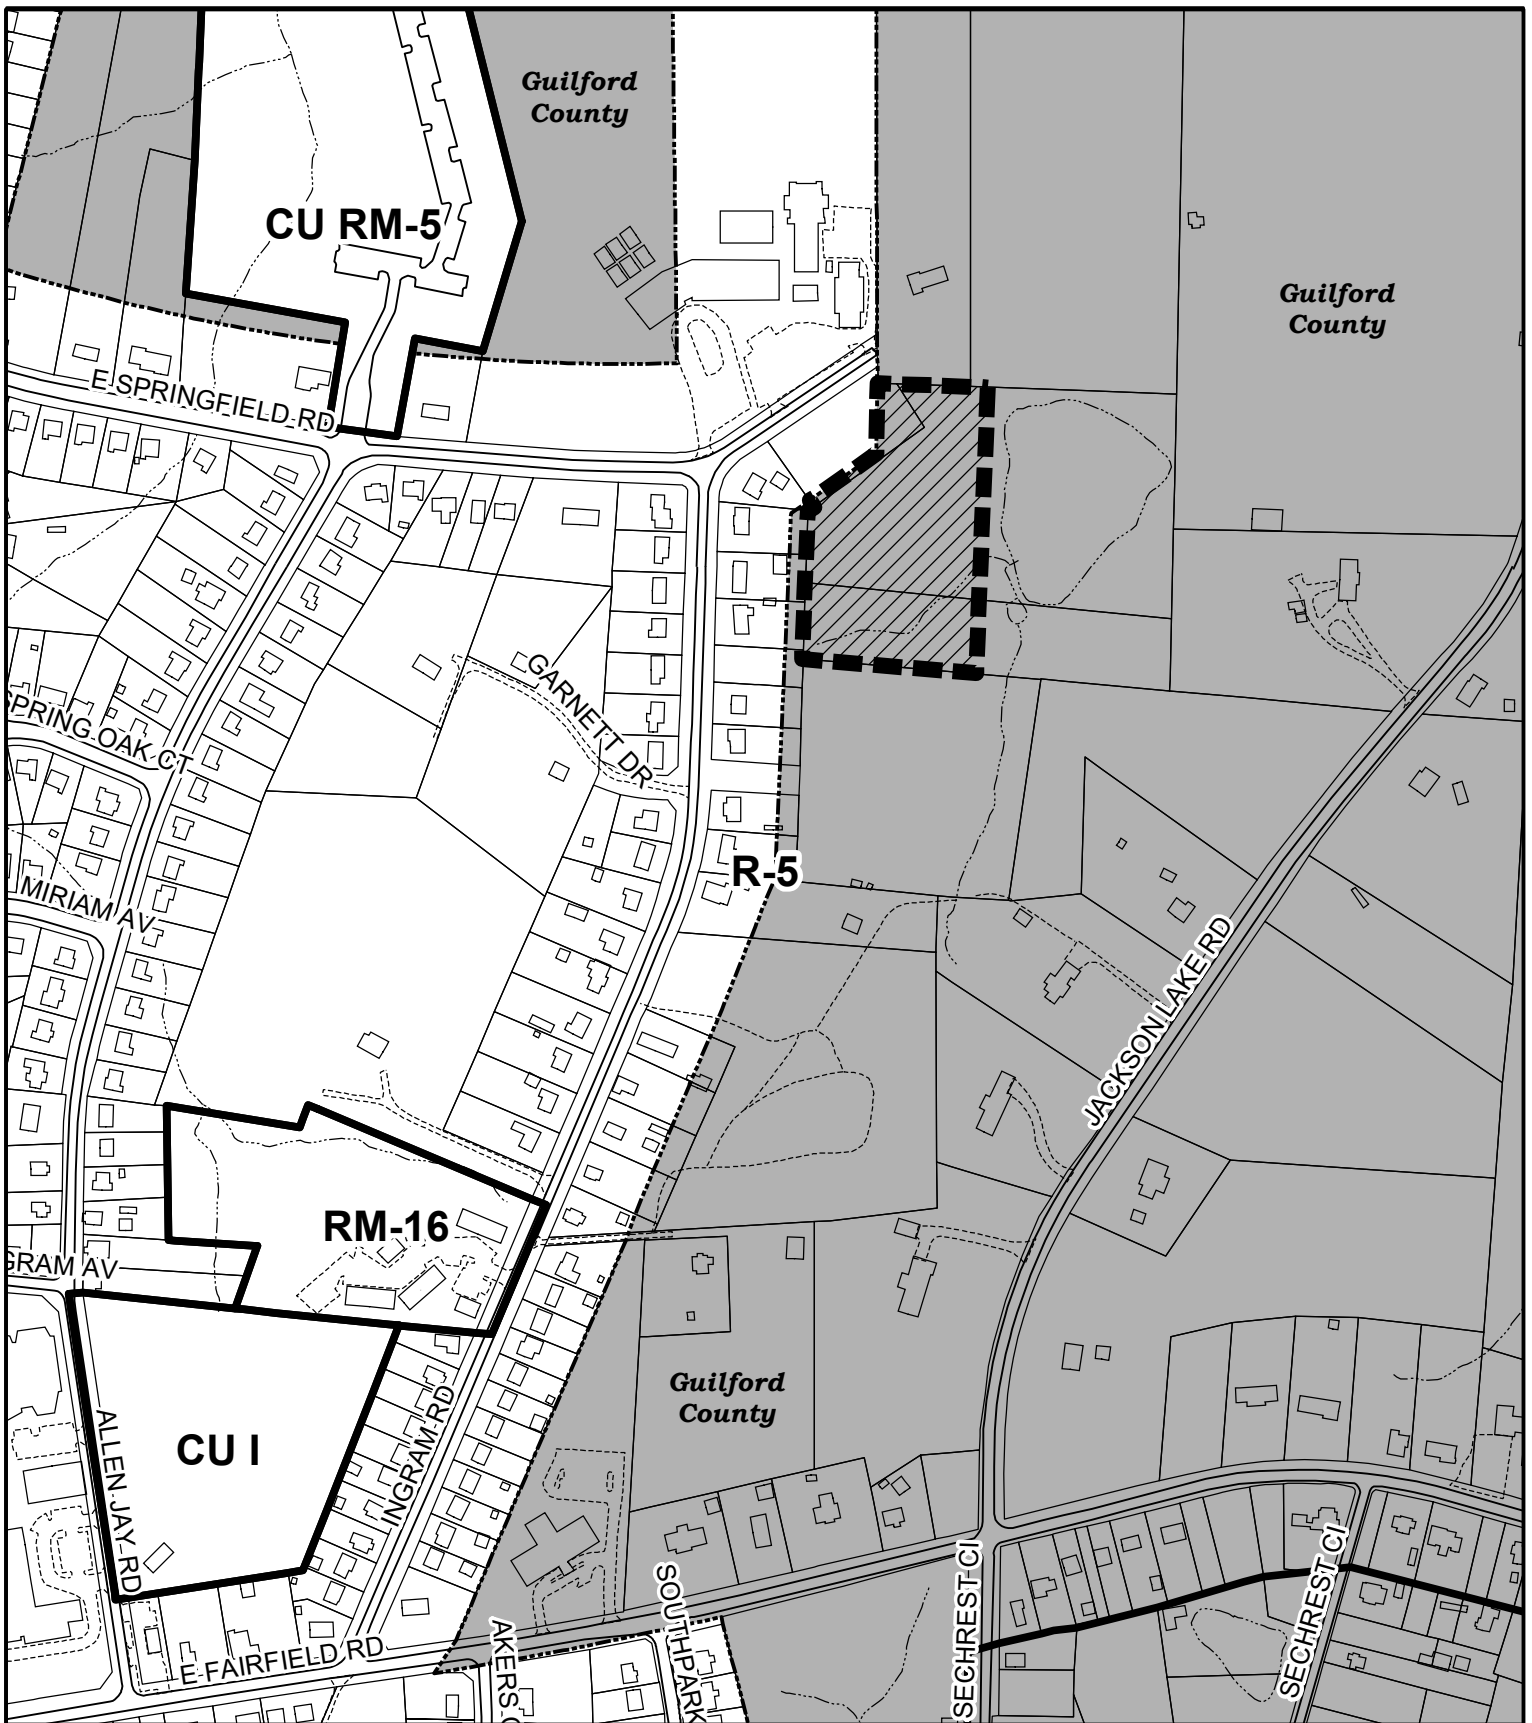 Guilford
County
CU RM-5
Guilford
County
E SPRINGFIELD RD
GARNETT DR
SPRING OAK CT
R-5
MIRIAM AV
JACKSON LAKE RD
RM-16
GRAM AV
Guilford
County
CU I
ALLEN JAY RD
INGRAM RD
SECHREST CI
SECHREST CI
SOUTHPARK
AKERS C
E FAIRFIELD RD